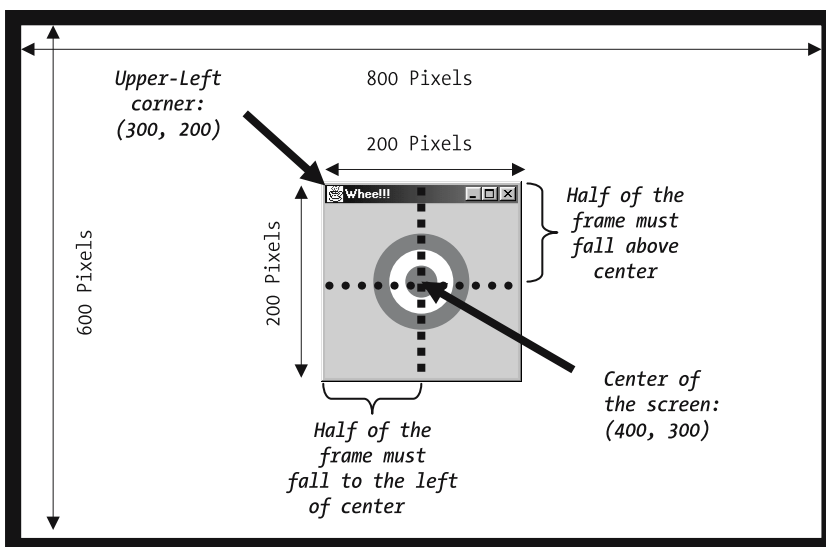 Upper-Left
corner:
(300, 200)
800 Pixels
200 Pixels
Whee!!!
Half of the
frame must
fall above
center
600 Pixels
200 Pixels
Center of
the screen:
(400, 300)
Half of the
frame must
fall to the left
of center